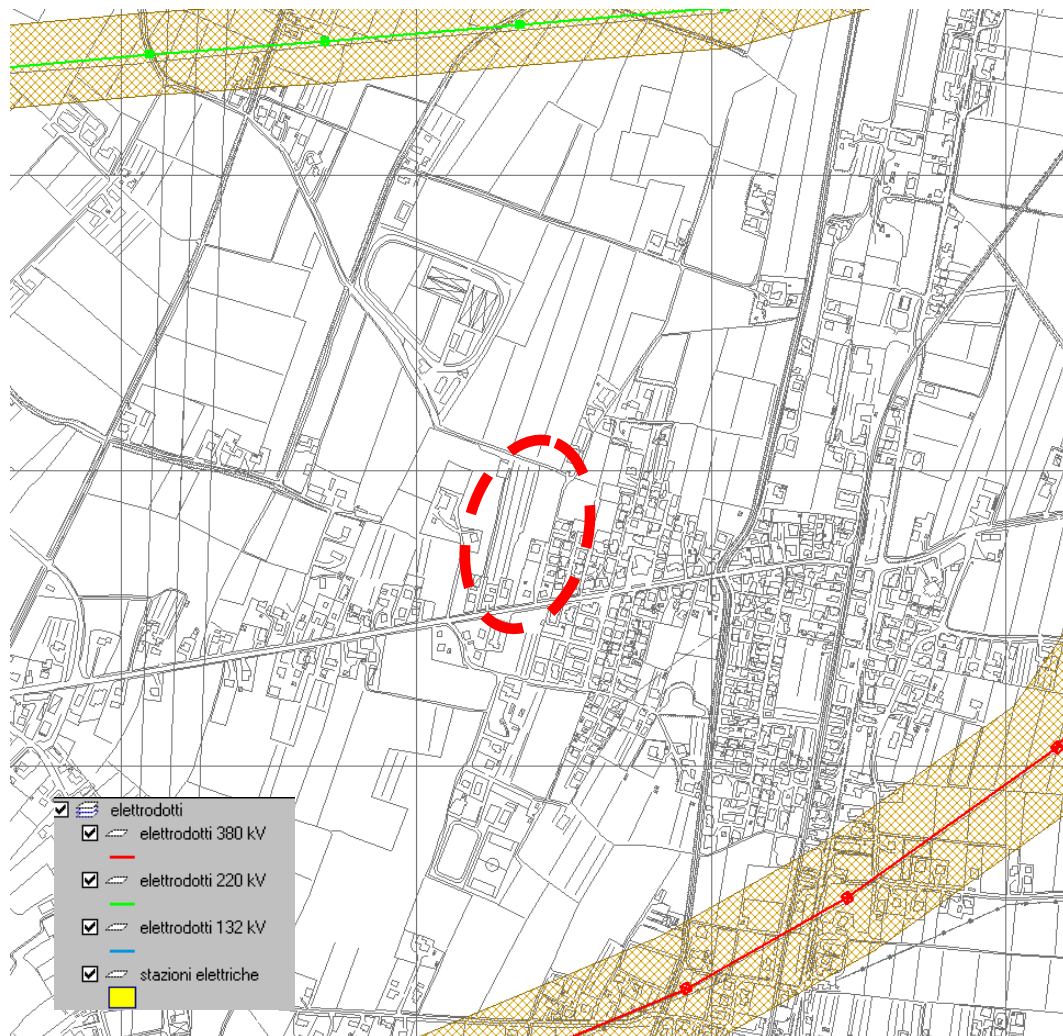 elettrodotti
elettrodotti 380 kV
elettrodotti 220 kV
elettrodotti 132 kV
stazioni elettriche